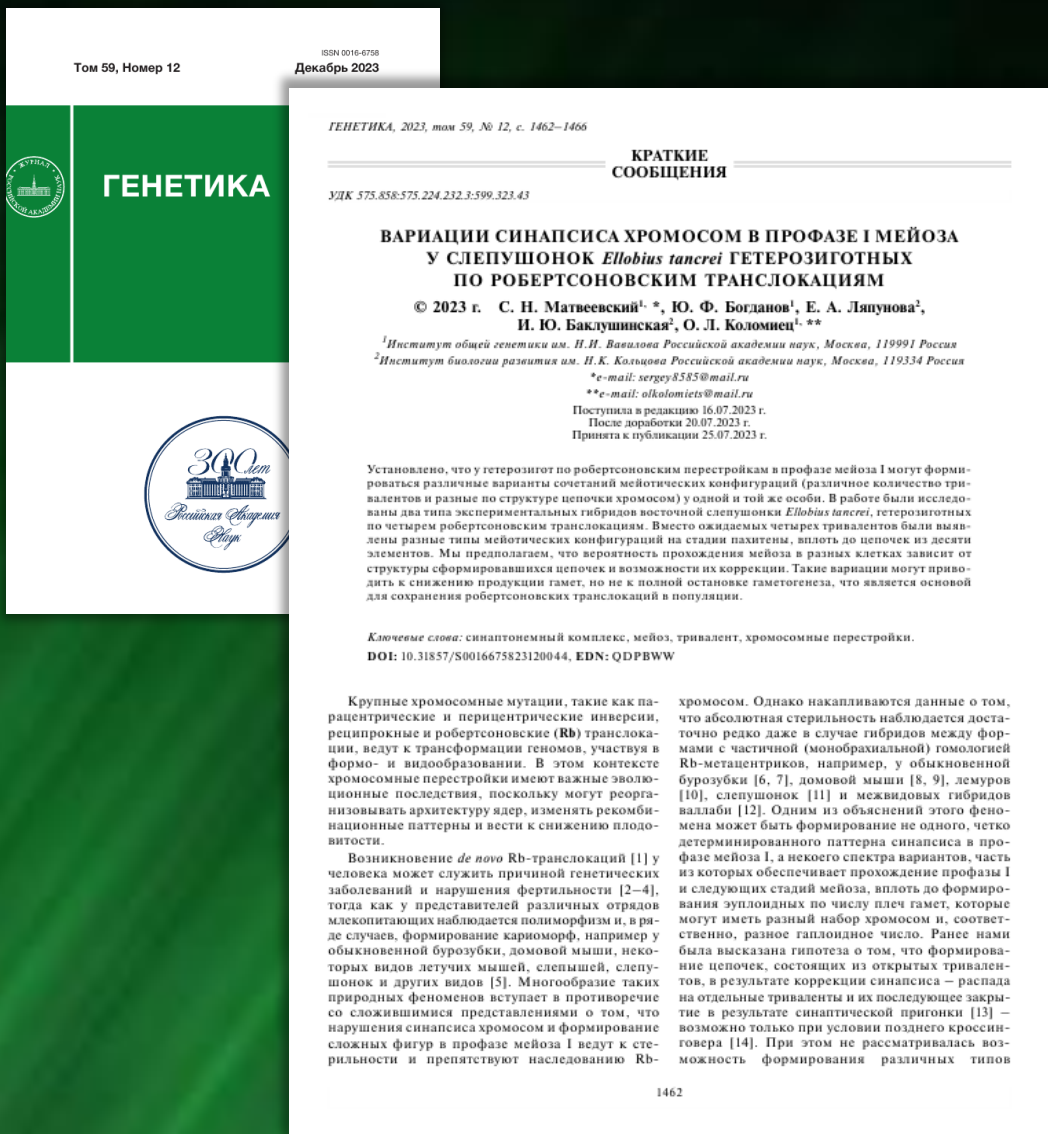 ISSN 0016-6758
Том 59, Номер 12
Декабрь 2023
ЖУРНАЛ РОССИЙСКОЙ АКАДЕМИИ НАУК
ГЕНЕТИКА
300 лет
Российская Академия
Наук
ГЕНЕТИКА, 2023, том 59, № 12, с. 1462–1466
КРАТКИЕ
СООБЩЕНИЯ
УДК 575.858:575.224.232.3:599.323.43
ВАРИАЦИИ СИНАПСИСА ХРОМОСОМ В ПРОФАЗЕ I МЕЙОЗА
У СЛЕПУШОНОК Ellobius tancrei ГЕТЕРОЗИГОТНЫХ
ПО РОБЕРТСОНОВСКИМ ТРАНСЛОКАЦИЯМ
© 2023 г. С. Н. Матвеевский1, *, Ю. Ф. Богданов1, Е. А. Ляпунова2,
И. Ю. Баклушинская2, О. Л. Коломиец1, **
1Институт общей генетики им. Н.И. Вавилова Российской академии наук, Москва, 119991 Россия
2Институт биологии развития им. Н.К. Кольцова Российской академии наук, Москва, 119334 Россия
*e-mail: sergey8585@mail.ru
**e-mail: olkolomiets@mail.ru
Поступила в редакцию 16.07.2023 г.
После доработки 20.07.2023 г.
Принята к публикации 25.07.2023 г.
Установлено, что у гетерозигот по робертсоновским перестройкам в профазе мейоза I могут форми-
роваться различные варианты сочетаний мейотических конфигураций (различное количество три-
валентов и разные по структуре цепочки хромосом) у одной и той же особи. В работе были исследо-
ваны два типа экспериментальных гибридов восточной слепушонки Ellobius tancrei, гетерозиготных
по четырем робертсоновским транслокациям. Вместо ожидаемых четырех тривалентов были выяв-
лены разные типы мейотических конфигураций на стадии пахитены, вплоть до цепочек из десяти
элементов. Мы предполагаем, что вероятность прохождения мейоза в разных клетках зависит от
структуры сформировавшихся цепочек и возможности их коррекции. Такие вариации могут приво-
дить к снижению продукции гамет, но не к полной остановке гаметогенеза, что является основой
для сохранения робертсоновских транслокаций в популяции.
Ключевые слова: синаптонемный комплекс, мейоз, тривалент, хромосомные перестройки.
DOI: 10.31857/S0016675823120044, EDN: QDPBWW
Крупные хромосомные мутации, такие как па-
рацентрические и перицентрические инверсии,
реципрокные и робертсоновские (Rb) транслока-
ции, ведут к трансформации геномов, участвуя в
формо- и видообразовании. В этом контексте
хромосомные перестройки имеют важные эволю-
ционные последствия, поскольку могут реорга-
низовывать архитектуру ядер, изменять рекомби-
национные паттерны и вести к снижению плодо-
витости.
Возникновение de novo Rb-транслокаций [1] у
человека может служить причиной генетических
заболеваний и нарушения фертильности [2–4],
тогда как у представителей различных отрядов
млекопитающих наблюдается полиморфизм и, в ря-
де случаев, формирование кариоморф, например у
обыкновенной бурозубки, домовой мыши, неко-
торых видов летучих мышей, слепышей, слепу-
шонок и других видов [5]. Многообразие таких
природных феноменов вступает в противоречие
со сложившимися представлениями о том, что
нарушения синапсиса хромосом и формирование
сложных фигур в профазе мейоза I ведут к сте-
рильности и препятствуют наследованию Rb-
хромосом. Однако накапливаются данные о том,
что абсолютная стерильность наблюдается доста-
точно редко даже в случае гибридов между фор-
мами с частичной (монобрахиальной) гомологией
Rb-метацентриков, например, у обыкновенной
бурозубки [6, 7], домовой мыши [8, 9], лемуров
[10], слепушонок [11] и межвидовых гибридов
валлаби [12]. Одним из объяснений этого фено-
мена может быть формирование не одного, четко
детерминированного паттерна синапсиса в про-
фазе мейоза I, а некоего спектра вариантов, часть
из которых обеспечивает прохождение профазы I
и следующих стадий мейоза, вплоть до формиро-
вания эуплоидных по числу плеч гамет, которые
могут иметь разный набор хромосом и, соответ-
ственно, разное гаплоидное число. Ранее нами
была высказана гипотеза о том, что формирова-
ние цепочек, состоящих из открытых тривален-
тов, в результате коррекции синапсиса – распада
на отдельные триваленты и их последующее закры-
тие в результате синаптической пригонки [13] –
возможно только при условии позднего кроссин-
говера [14]. При этом не рассматривалась воз-
можность формирования различных типов
1462